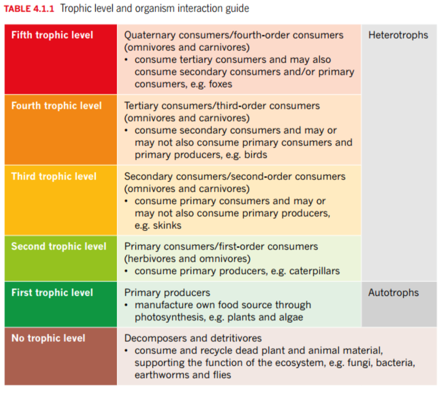 TABLE 4.1.1 Trophic level and organism interaction guide
Fifth trophic level
Quaternary consumers/fourth-order consumers
(omnivores and carnivores)
• consume tertiary consumers and may also
consume secondary consumers and/or primary
consumers, e.g. foxes
Heterotrophs
Fourth trophic level
Tertiary consumers/third-order consumers
(omnivores and carnivores)
• consume secondary consumers and may or
may not also consume primary consumers and
primary producers, e.g. birds
Third trophic level
Secondary consumers/second-order consumers
(omnivores and carnivores)
• consume primary consumers and may or
may not also consume primary producers,
e.g. skinks
Second trophic level
Primary consumers/first-order consumers
(herbivores and omnivores)
• consume primary producers, e.g. caterpillars
First trophic level
Primary producers
• manufacture own food source through
photosynthesis, e.g. plants and algae
Autotrophs
No trophic level
Decomposers and detritivores
• consume and recycle dead plant and animal material,
supporting the function of the ecosystem, e.g. fungi, bacteria,
earthworms and flies